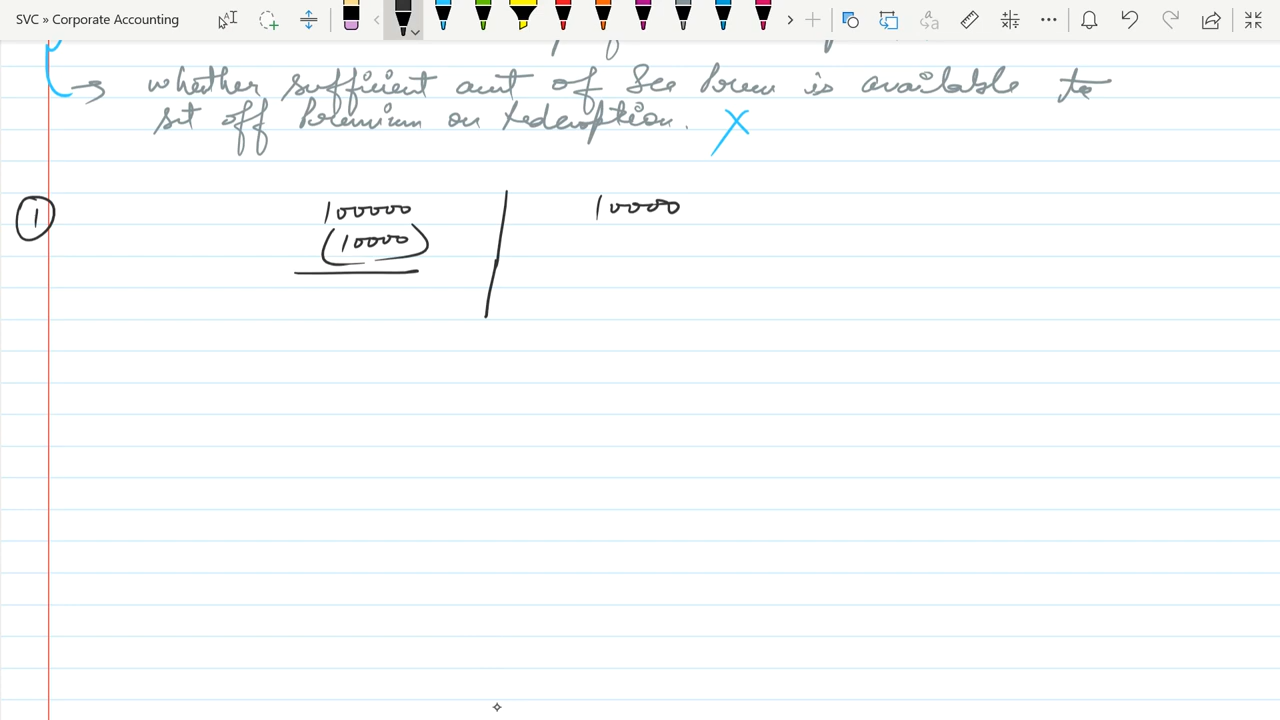 SVC » Corporate Accounting
whether sufficient amt of Sec Prem is available to
set off Premium on redemption. X
① 100000 10000
(10000)